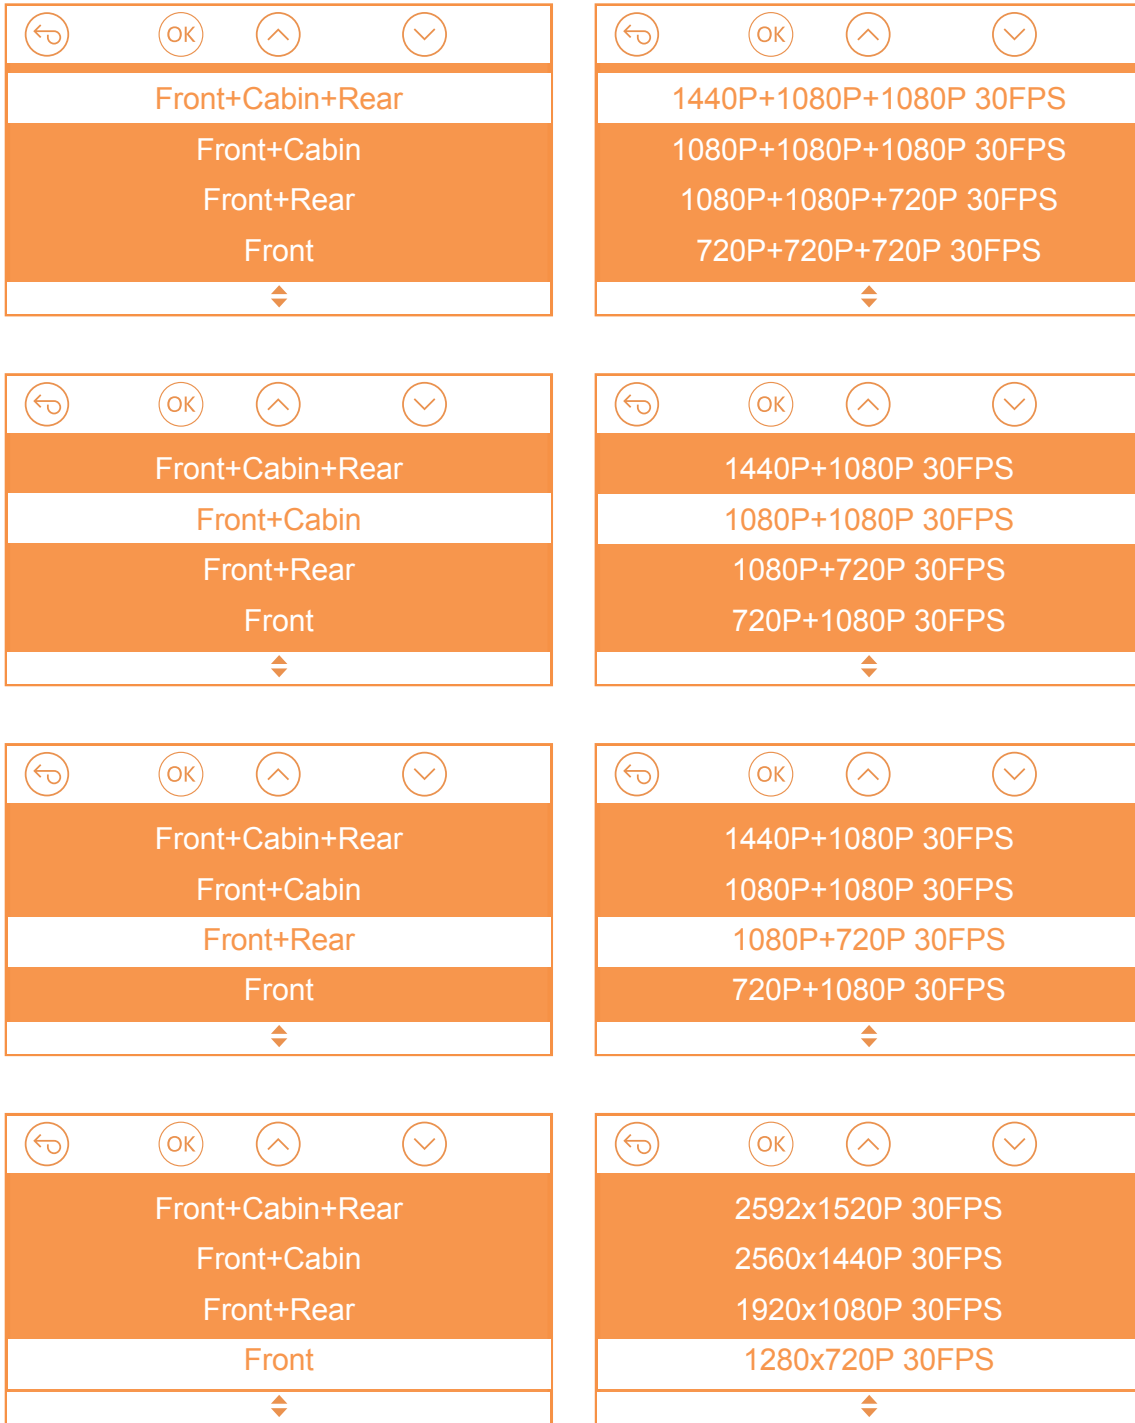 OK
Front+Cabin+Rear
Front+Cabin
Front+Rear
Front
OK
1440P+1080P+1080P 30FPS
1080P+1080P+1080P 30FPS
1080P+1080P+720P 30FPS
720P+720P+720P 30FPS
OK
Front+Cabin+Rear
Front+Cabin
Front+Rear
Front
OK
1440P+1080P 30FPS
1080P+1080P 30FPS
1080P+720P 30FPS
720P+1080P 30FPS
OK
Front+Cabin+Rear
Front+Cabin
Front+Rear
Front
OK
1440P+1080P 30FPS
1080P+1080P 30FPS
1080P+720P 30FPS
720P+1080P 30FPS
OK
Front+Cabin+Rear
Front+Cabin
Front+Rear
Front
OK
2592x1520P 30FPS
2560x1440P 30FPS
1920x1080P 30FPS
1280x720P 30FPS